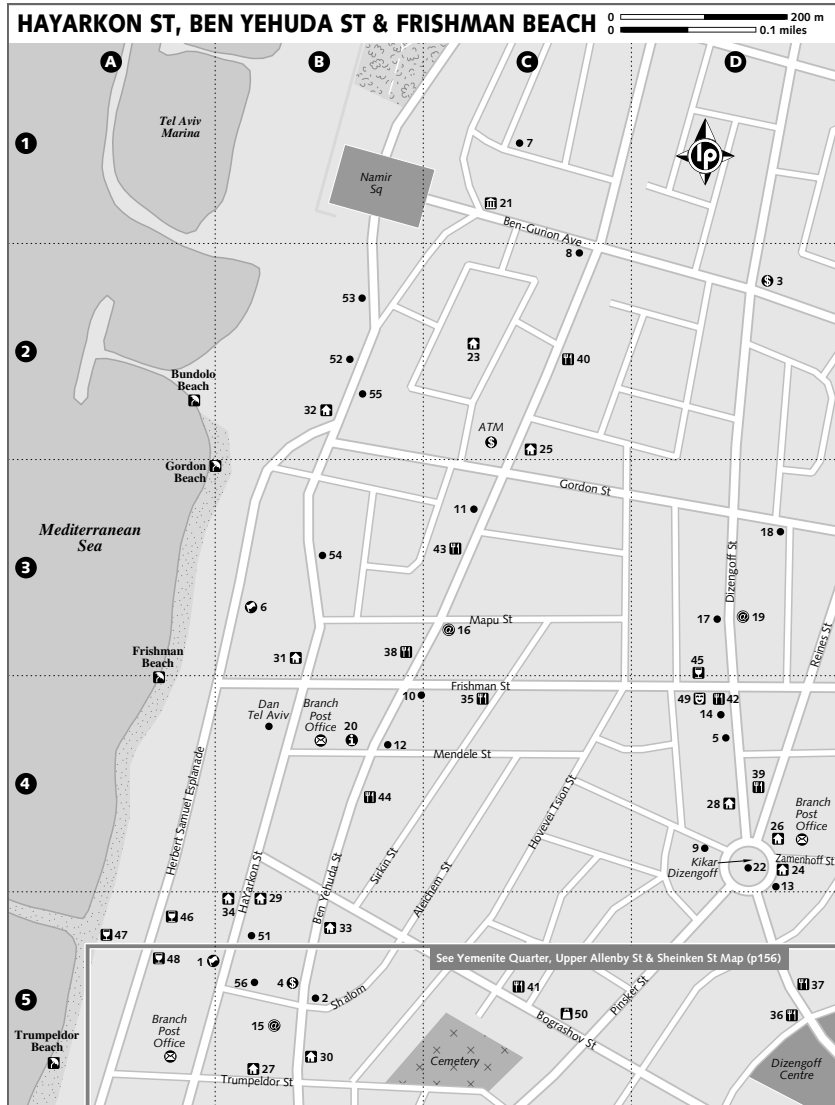 HAYARKON ST, BEN YEHUDA ST & FRISHMAN BEACH
0 200 m
0 0.1 miles
A
B
C
D
1
Tel Aviv
Marina
7
lp
Namir
Sq
21
Ben-Gurion Ave
8
3
53
2
23
52
40
Bundolo
Beach
55
32
ATM
25
Gordon
Beach
Gordon St
11
18
Mediterranean
Sea
43
54
3
Dizengoff St
6
17
19
Mapu St
16
Reines St
38
31
45
Frishman
Beach
Frishman St
10
35
49
42
Dan
Tel Aviv
Branch
Post
Office
20
14
12
5
Mendele St
Herbert Samuel Esplanade
4
39
44
28
Hovevei Tsion St
26
Branch
Post
Office
9
Kikar
Dizengoff
Zamenhoff St
22
24
13
HaYarkon St
Ben Yehuda St
Sirkin St
Aleichem St
34
29
46
33
47
51
48
1
See Yemenite Quarter, Upper Allenby St & Sheinken St Map (p156)
56
4
2
Shalom
41
Pinsker St
37
5
50
36
15
Bograshov St
Branch
Post
Office
Trumpeldor
Beach
30
Cemetery
27
Trumpeldor St
Dizengoff
Centre